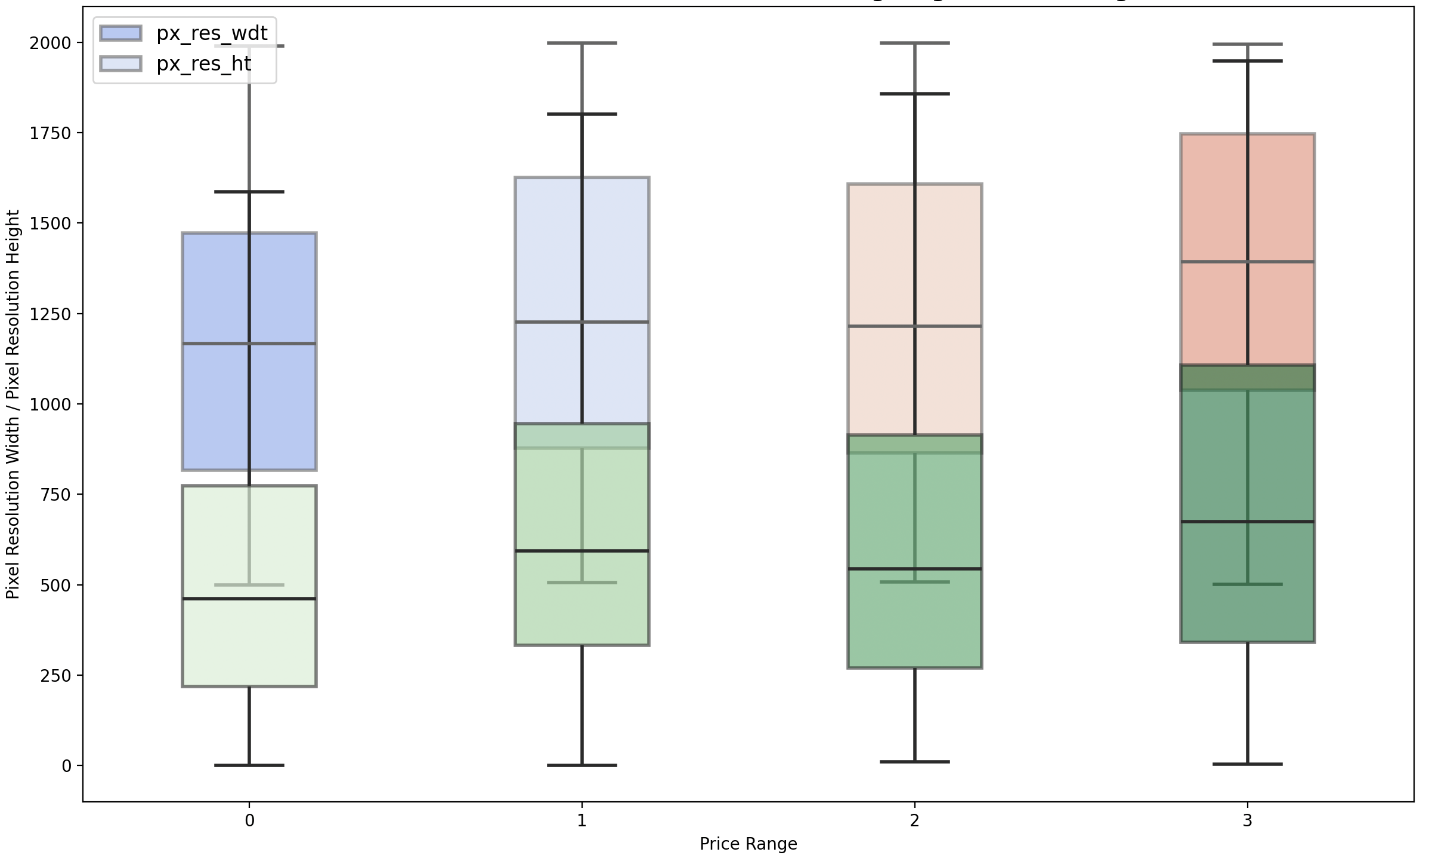 px_res_wdt
px_res_ht
2000
1750
1500
1250
1000
750
500
250
0
Pixel Resolution Width / Pixel Resolution Height
0 1 2 3
Price Range